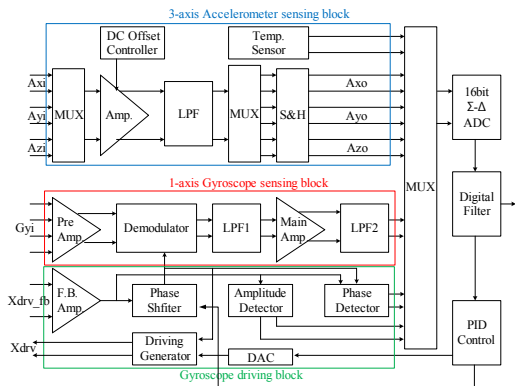 3-axis Accelerometer sensing block
DC Offset
Controller
Temp.
Sensor
Axi
Ayi
Azi
MUX
Amp.
LPF
MUX
S&H
Axo
Ayo
Azo
MUX
16bit
Σ-Δ
ADC
1-axis Gyroscope sensing block
Gyi
Pre
Amp.
Demodulator
LPF1
Main
Amp
LPF2
Digital
Filter
Xdrv_fb
F.B.
Amp.
Phase
Shfiter
Amplitude
Detector
Phase
Detector
PID
Control
Xdrv
Driving
Generator
DAC
Gyroscope driving block